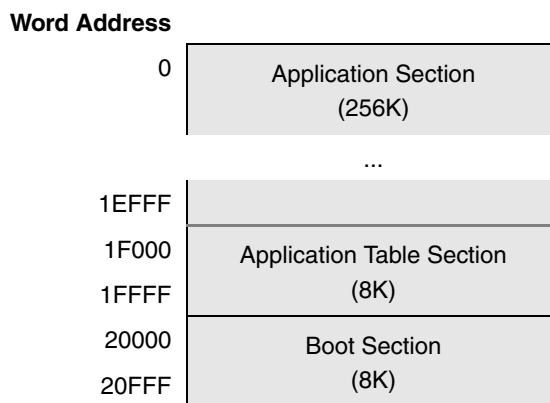 Word Address
0
Application Section
(256K)
...
1EFFF
1F000
Application Table Section
1FFFF
(8K)
20000
Boot Section
20FFF
(8K)